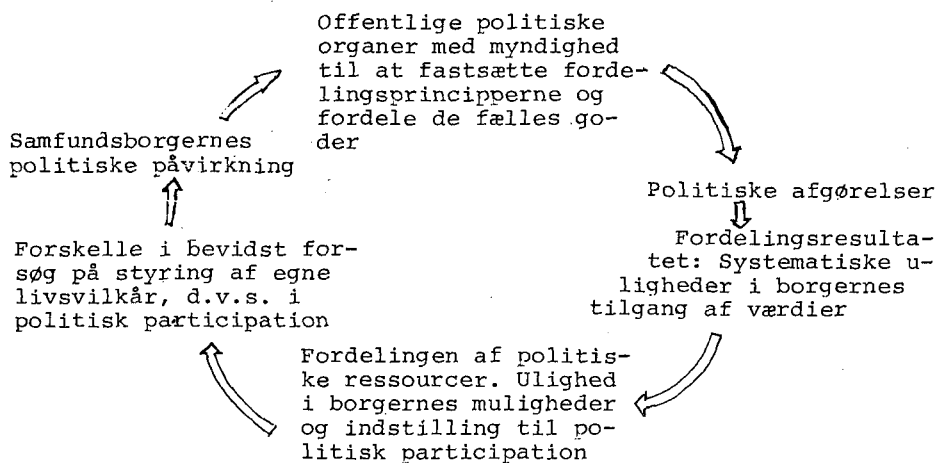 Offentlige politiske
organer med myndighed
til at fastsætte forde-
lingsprincipperne og
fordele de fælles go-
der
Politiske afgørelser
Fordelingsresulta-
tet: Systematiske u-
ligheder i borgernes
tilgang af værdier
Fordelingen af politis-
ke ressourcer. Ulighed
i borgernes muligheder
og indstilling til po-
litisk participation
Forskelle i bevidst for-
søg på styring af egne
livsvilkår, d.v.s. i
politisk participation
Samfundsborgernes
politiske påvirkning